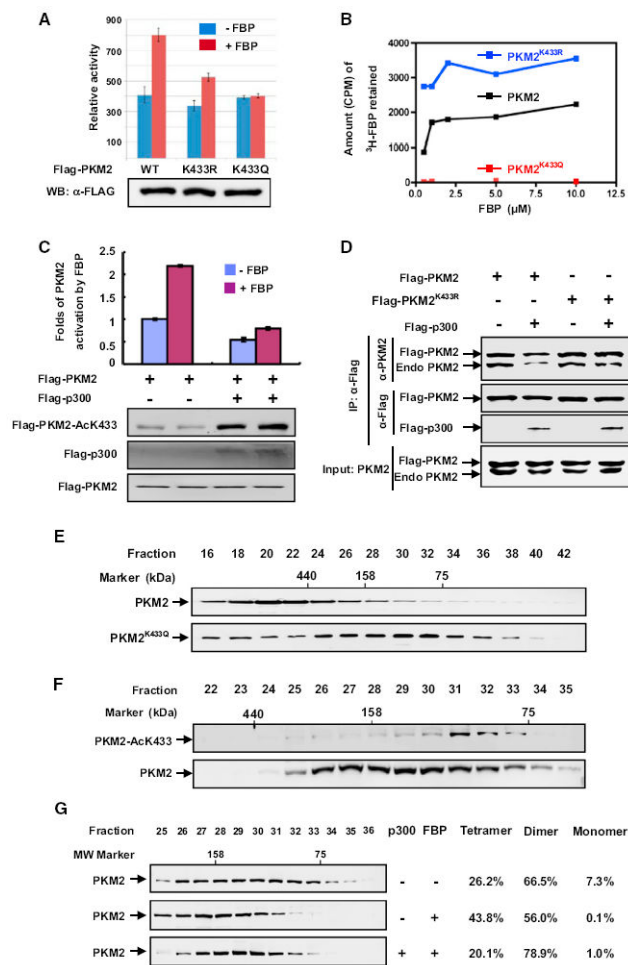 A
- FBP
+ FBP
Relative activity
900
700
500
400
300
100
Flag-PKM2 WT K433R K433Q
WB: α-FLAG
B
Amount (CPM) of
³H-FBP retained
4000
3000
2000
1000
0
0.0 2.5 5.0 7.5 10.0 12.5
FBP (μM)
PKM2K433R
PKM2
PKM2K433Q
C
Folds of PKM2
activation by FBP
2.5
2
1.5
1
0.5
0
- FBP
+ FBP
Flag-PKM2 + + + +
Flag-p300 - - + +
Flag-PKM2-AcK433
Flag-p300
Flag-PKM2
D
Flag-PKM2 + + - -
Flag-PKM2K433R - - + +
Flag-p300 - + - +
IP: α-Flag
α-PKM2
Flag-PKM2
Endo PKM2
α-Flag
Flag-PKM2
Flag-p300
Input: PKM2
Flag-PKM2
Endo PKM2
E
Fraction 16 18 20 22 24 26 28 30 32 34 36 38 40 42
Marker (kDa) 440 158 75
PKM2
PKM2K433Q
F
Fraction 22 23 24 25 26 27 28 29 30 31 32 33 34 35
Marker (kDa) 440 158 75
PKM2-AcK433
PKM2
G
Fraction 25 26 27 28 29 30 31 32 33 34 35 36 p300 FBP Tetramer Dimer Monomer
MW Marker 158 75
PKM2 - - 26.2% 66.5% 7.3%
PKM2 - + 43.8% 56.0% 0.1%
PKM2 + + 20.1% 78.9% 1.0%